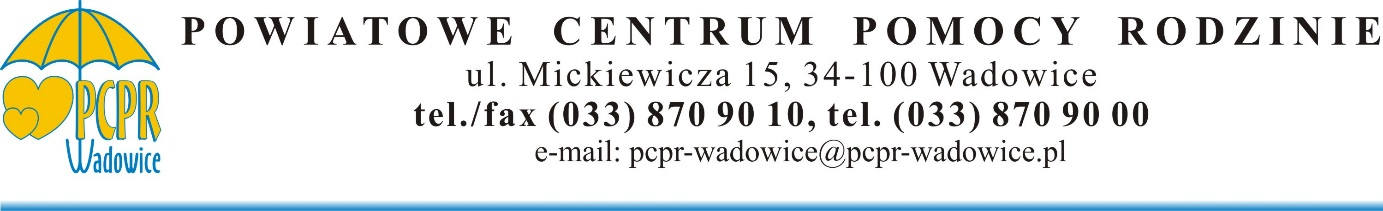 POWIATOWE CENTRUM POMOCY RODZINIE
ul. Mickiewicza 15, 34-100 Wadowice
tel./fax (033) 870 90 10, tel. (033) 870 90 00
e-mail: pcpr-wadowice@pcpr-wadowice.pl
PCPR
Wadowice